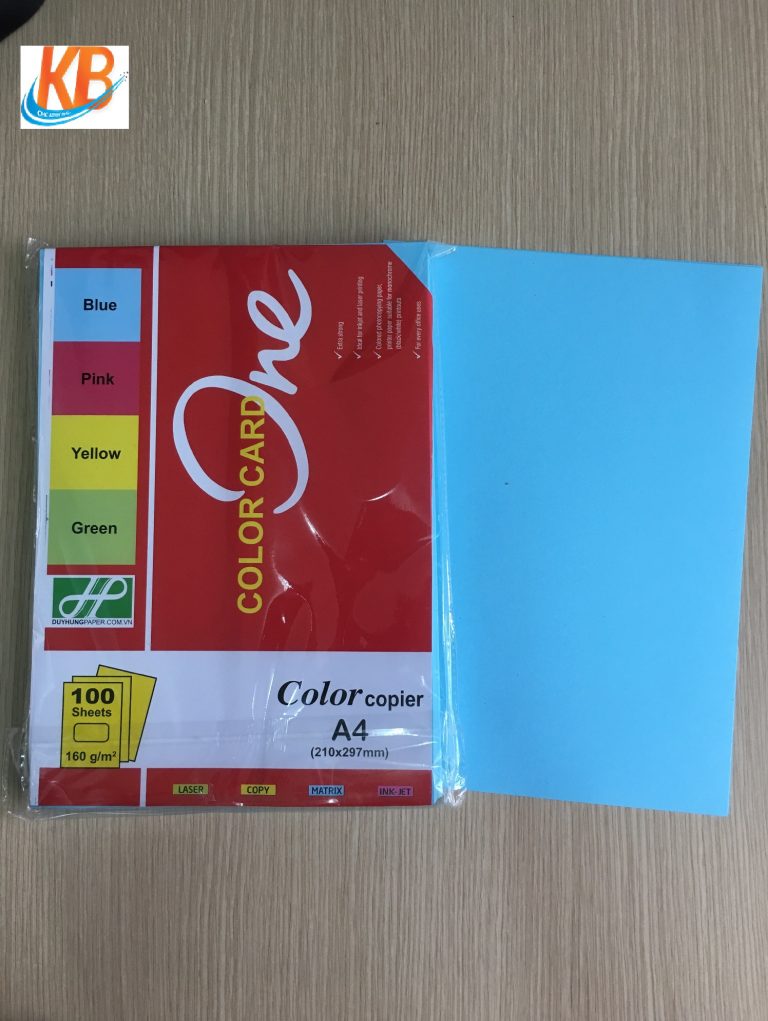 KB
Blue
Pink
Yellow
Green
DUYHUNGPAPER.COM.VN
COLOR CARD
One
✓ Extra strong
✓ Ideal for inkjet and laser printing
✓ Colored photocopying paper,
printer paper suitable for monochrome
(black/white) printouts
✓ For every office uses
100
Sheets
160 g/m²
Color copier
A4
(210x297mm)
LASER
COPY
MATRIX
INK-JET